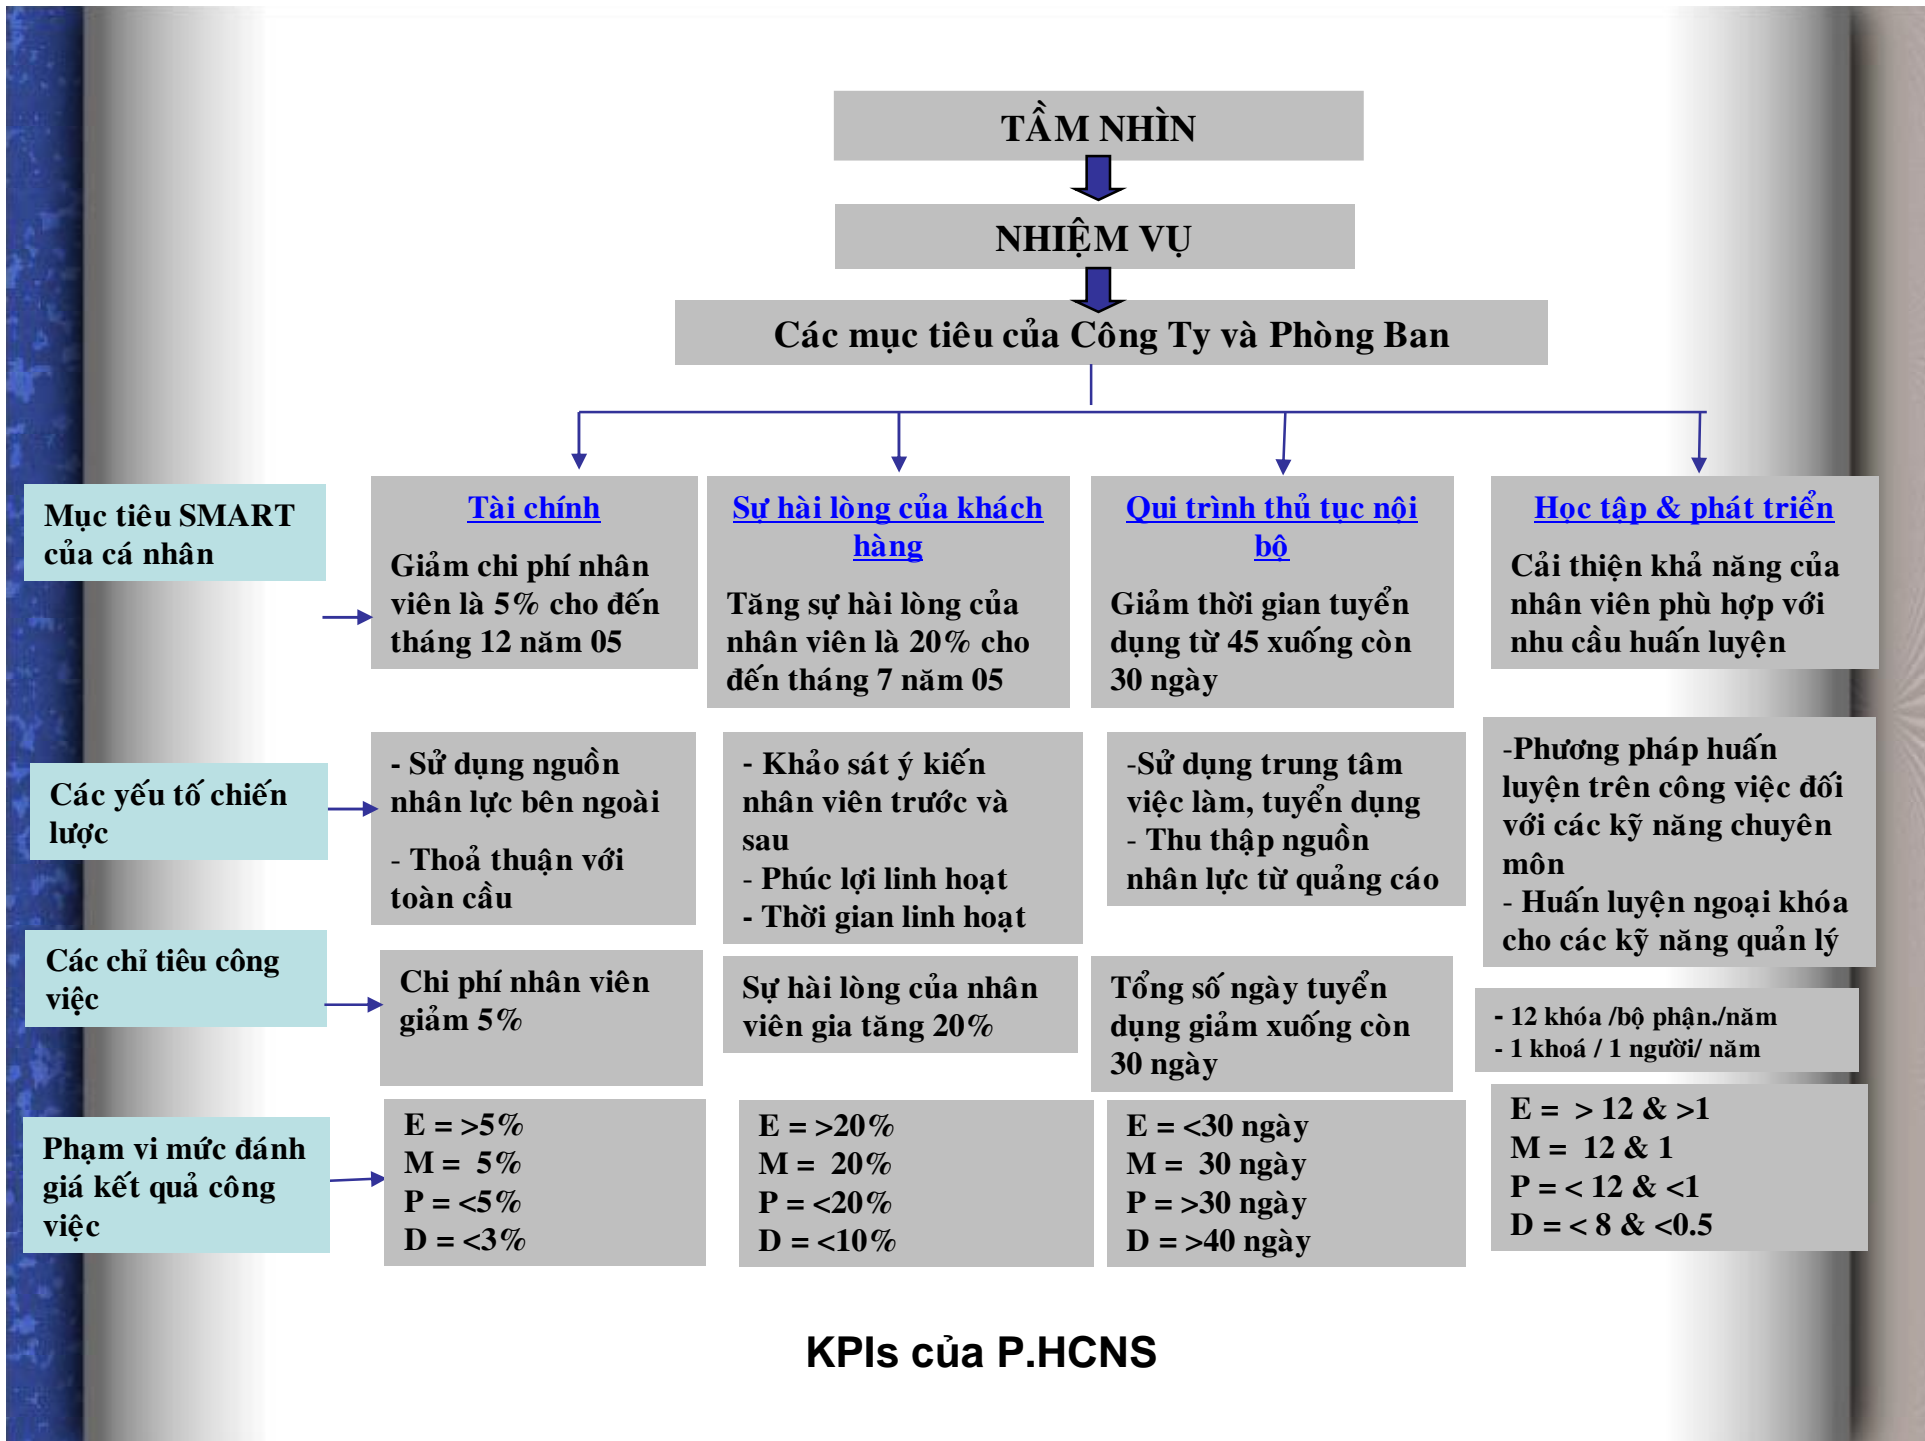 TẦM NHÌN
NHIỆM VỤ
Các mục tiêu của Công Ty và Phòng Ban
Mục tiêu SMART
của cá nhân
Tài chính
Giảm chi phí nhân
viên là 5% cho đến
tháng 12 năm 05
Sự hài lòng của khách
hàng
Tăng sự hài lòng của
nhân viên là 20% cho
đến tháng 7 năm 05
Qui trình thủ tục nội
bộ
Giảm thời gian tuyển
dụng từ 45 xuống còn
30 ngày
Học tập & phát triển
Cải thiện khả năng của
nhân viên phù hợp với
nhu cầu huấn luyện
Các yếu tố chiến
lược
- Sử dụng nguồn
nhân lực bên ngoài
- Thoả thuận với
toàn cầu
- Khảo sát ý kiến
nhân viên trước và
sau
- Phúc lợi linh hoạt
- Thời gian linh hoạt
-Sử dụng trung tâm
việc làm, tuyển dụng
- Thu thập nguồn
nhân lực từ quảng cáo
-Phương pháp huấn
luyện trên công việc đối
với các kỹ năng chuyên
môn
- Huấn luyện ngoại khóa
cho các kỹ năng quản lý
Các chỉ tiêu công
việc
Chi phí nhân viên
giảm 5%
Sự hài lòng của nhân
viên gia tăng 20%
Tổng số ngày tuyển
dụng giảm xuống còn
30 ngày
- 12 khóa /bộ phận./năm
- 1 khoá / 1 người/ năm
Phạm vi mức đánh
giá kết quả công
việc
E = >5%
M = 5%
P = <5%
D = <3%
E = >20%
M = 20%
P = <20%
D = <10%
E = <30 ngày
M = 30 ngày
P = >30 ngày
D = >40 ngày
E = > 12 & >1
M = 12 & 1
P = < 12 & <1
D = < 8 & <0.5
KPIs của P.HCNS